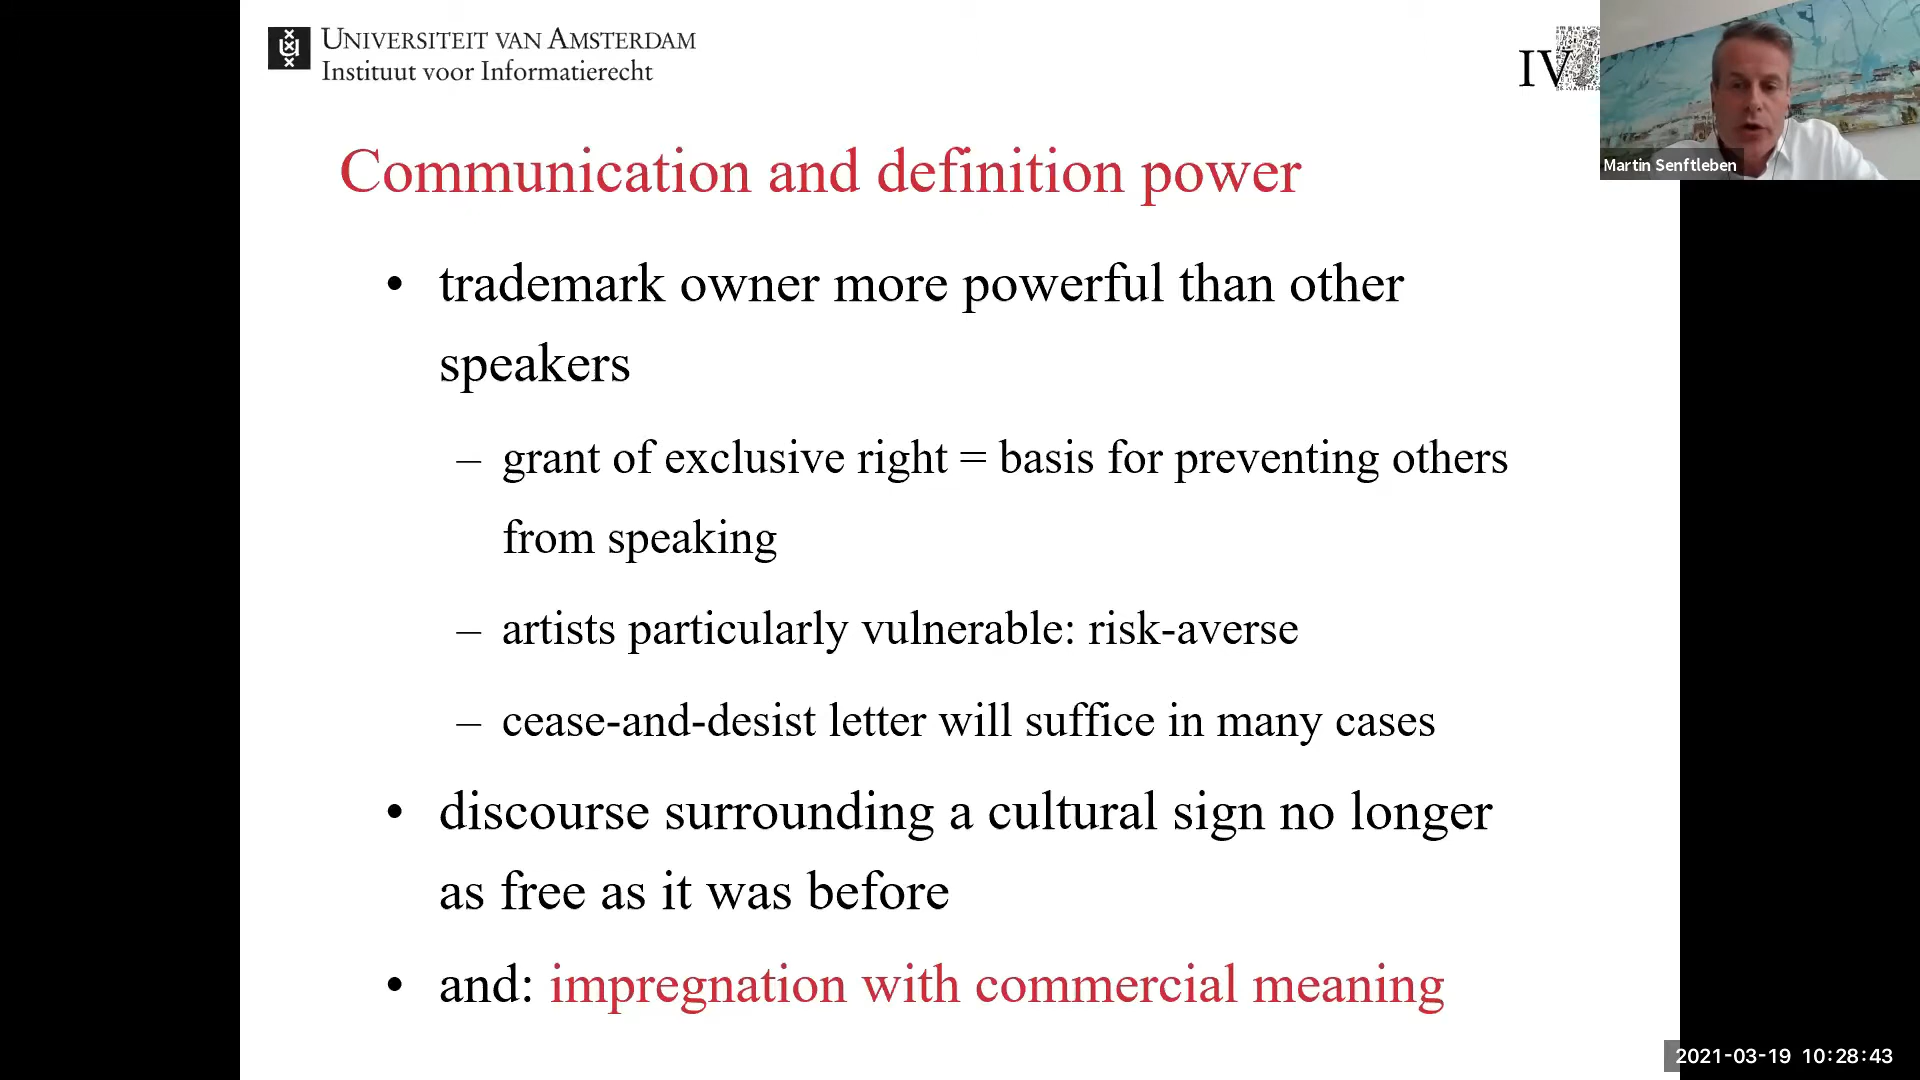 UNIVERSITEIT VAN AMSTERDAM
Instituut voor Informatierecht
IV
Martin Senftleben
Communication and definition power
• trademark owner more powerful than other
speakers
– grant of exclusive right = basis for preventing others
from speaking
– artists particularly vulnerable: risk-averse
– cease-and-desist letter will suffice in many cases
• discourse surrounding a cultural sign no longer
as free as it was before
• and: impregnation with commercial meaning
2021-03-19 10:28:43